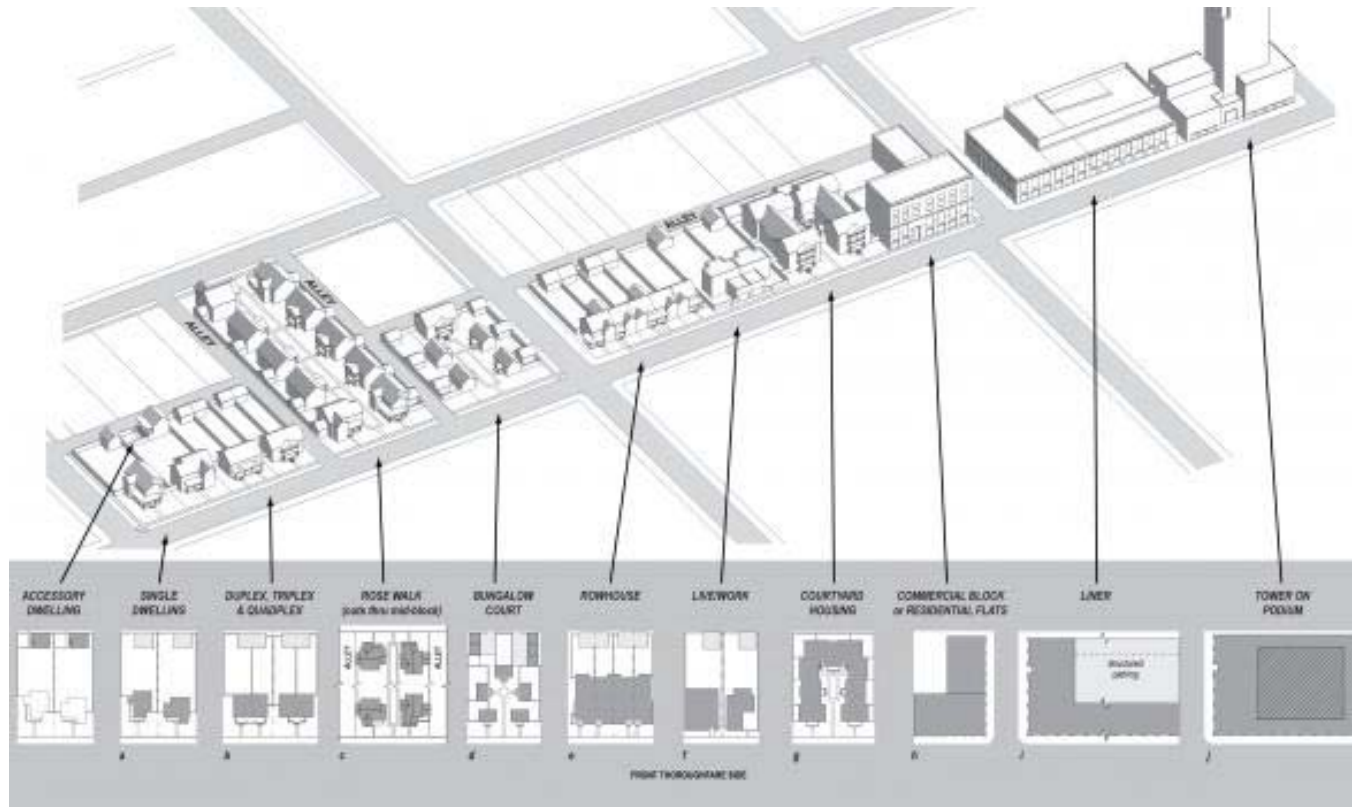 ALLEY
ALLEY
ALLEY
ACCESSORY
DWELLING
SINGLE
DWELLING
DUPLEX, TRIPLEX
& QUADPLEX
ROSE WALK
(oark thru mid-block)
BUNGALOW
COURT
ROWHOUSE
LIVE/WORK
COURTYARD
HOUSING
COMMERCIAL BLOCK
or RESIDENTIAL FLATS
LINER
TOWER ON
PODIUM
ALLEY
ALLEY
structured
parking
a
b
c
d
e
f
g
h
i
j
FRONT THOROUGHFARE SIDE